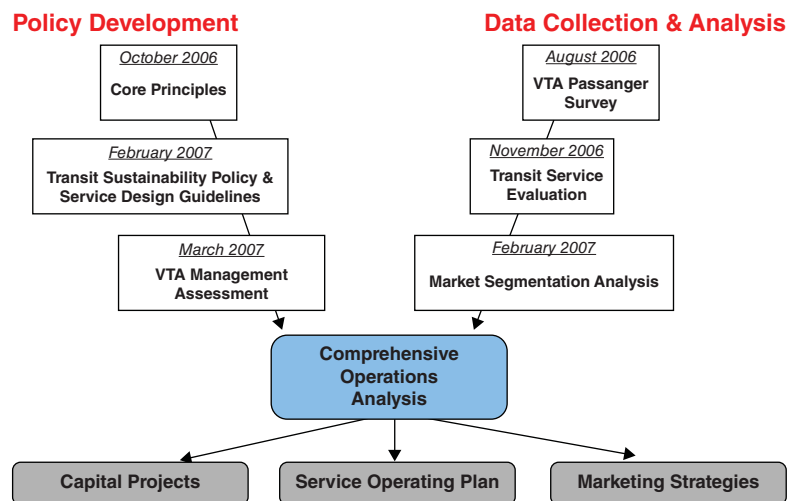 Policy Development
Data Collection & Analysis
October 2006
Core Principles
February 2007
Transit Sustainability Policy &
Service Design Guidelines
March 2007
VTA Management
Assessment
August 2006
VTA Passanger
Survey
November 2006
Transit Service
Evaluation
February 2007
Market Segmentation Analysis
Comprehensive
Operations
Analysis
Capital Projects
Service Operating Plan
Marketing Strategies